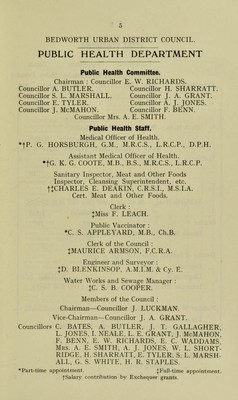 5
BEDWORTH URBAN DISTRICT COUNCIL.
PUBLIC HEALTH DEPARTMENT
Public Health Committee.
Chairman : Councillor E. W. RICHARDS.
Councillor A. BUTLER. Councillor H. SHARRATT.
Councillor S. L. MARSHALL. Councillor J. A. GRANT.
Councillor E. TYLER. Councillor A. J. JONES.
Councillor J. McMAHON. Councillor F. BENN.
Councillor Mrs. A. E. SMITH.
Public Health Staff.
Medical Officer of Health.
*†P. G. HORSBURGH, G.M., M.R.C.S., L.R.C.P., D.P.H.
Assistant Medical Officer of Health.
*†G. K. G. COOTE, M.B., B.S., M.R.C.S., L.R.C.P.
Sanitary Inspector, Meat and Other Foods
Inspector, Cleansing Superintendent, etc.
†‡CHARLES E. DEAKIN, C.R.S.I., M.S.I.A.
Cert. Meat and Other Foods.
Clerk :
‡Miss F. LEACH.
Public Vaccinator :
*C. S. APPLEYARD, M.B., Ch.B.
Clerk of the Council :
‡MAURICE ARMSON, F.C.R.A.
Engineer and Surveyor :
‡D. BLENKINSOP, A.M.I.M. & Cy. E.
Water Works and Sewage Manager :
‡C. S. B. COOPER.
Members of the Council :
Chairman—Councillor J. LUCKMAN.
Vice-Chairman—Councillor J. A. GRANT.
Councillors C. BATES, A. BUTLER, J. T. GALLAGHER,
L. JONES, I. NEALE, J. E. GRANT, J. McMAHON,
F. BENN, E. W. RICHARDS, E. C. WADDAMS,
Mrs. A. E. SMITH, A. J. JONES, W. L. SHORT-
RIDGE, H. SHARRATT, E. TYLER, S. L. MARSH-
ALL, G. S. WHITE, H. R. STAPLES.
*Part-time appointment. ‡Full-time appointment.
†Salary contribution by Exchequer grants.